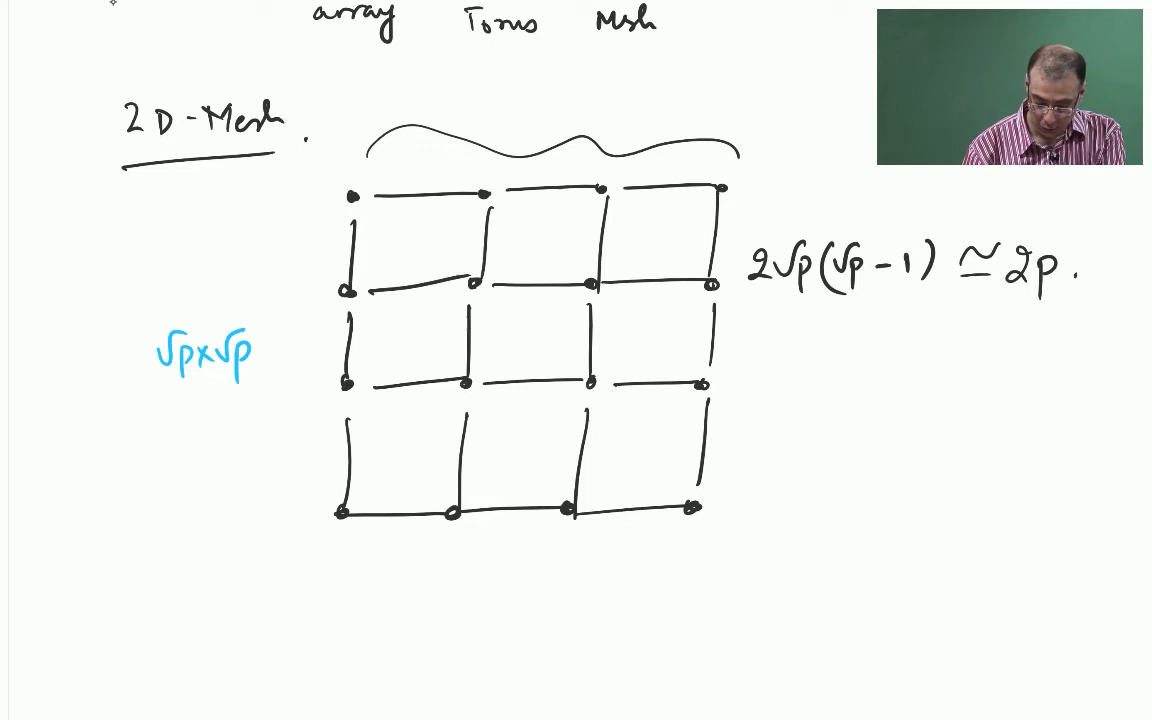 array Torus Mesh
2D-Mesh.
2√p(√p-1) ≃ 2p.
√p×√p